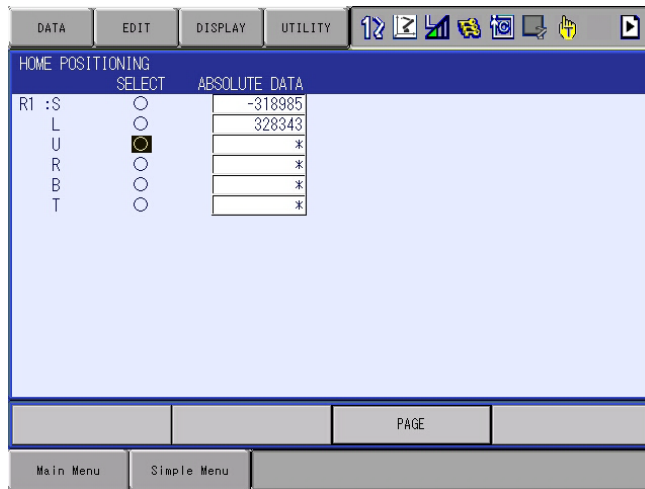 DATA EDIT DISPLAY UTILITY
HOME POSITIONING
SELECT ABSOLUTE DATA
R1 :S -318985
L 328343
U *
R *
B *
T *
PAGE
Main Menu Simple Menu